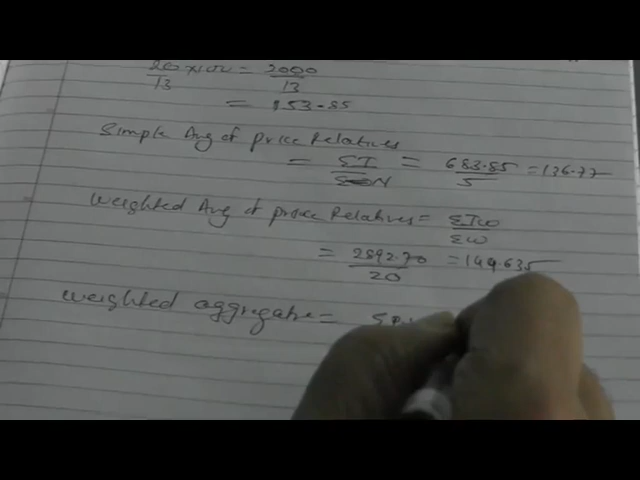 20/13 × 100 = 2000/13
= 153.85
Simple Avg of Price Relatives
= ΣI/N = 683.85/5 = 136.77
Weighted Avg of price Relatives = ΣIW/ΣW
= 2892.70/20 = 144.635
Weighted aggregate =